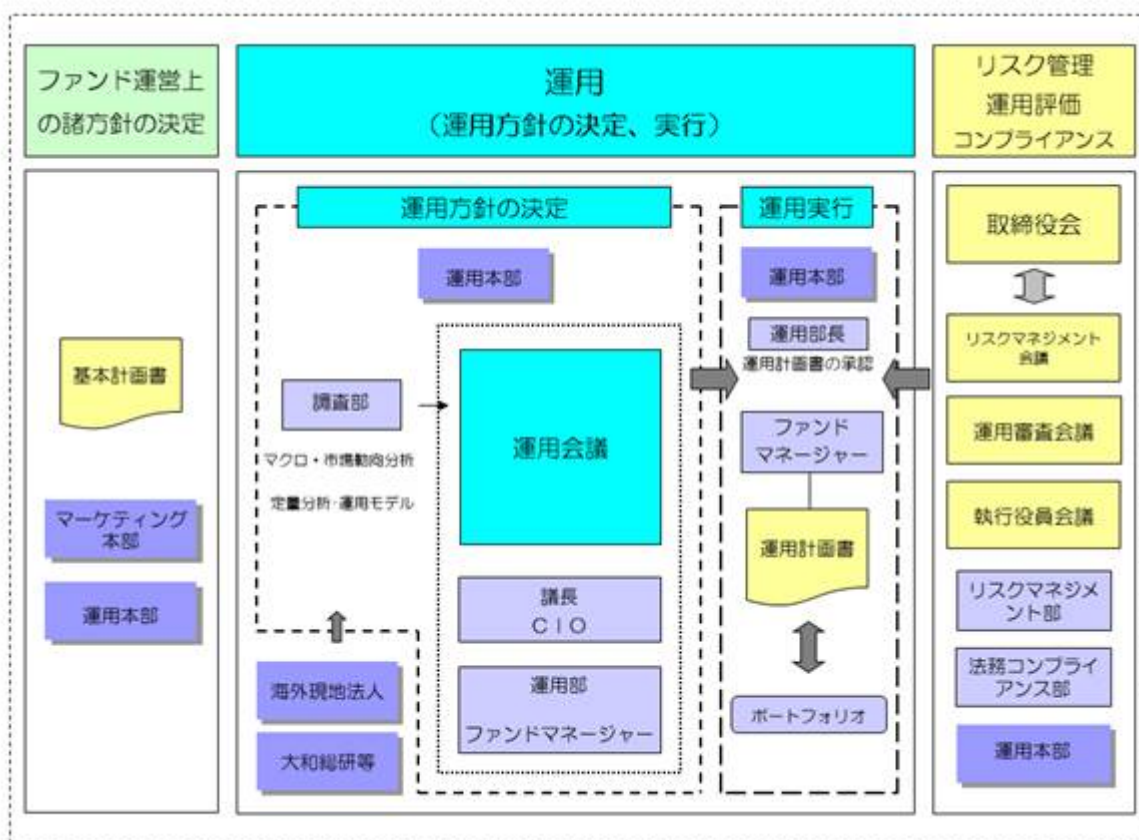 ファンド運営上
の諸方針の決定
運用
（運用方針の決定、実行）
リスク管理
運用評価
コンプライアンス
基本計画書
マーケティング
本部
運用本部
運用方針の決定
運用本部
調査部
マクロ・市場動向分析
定量分析・運用モデル
運用会議
議長
ＣＩＯ
運用部
ファンドマネージャー
海外現地法人
大和総研等
運用実行
運用本部
運用部長
運用計画書の承認
ファンド
マネージャー
運用計画書
ポートフォリオ
取締役会
リスクマネジメント
会議
運用審査会議
執行役員会議
リスクマネジメ
ント部
法務コンプライ
アンス部
運用本部